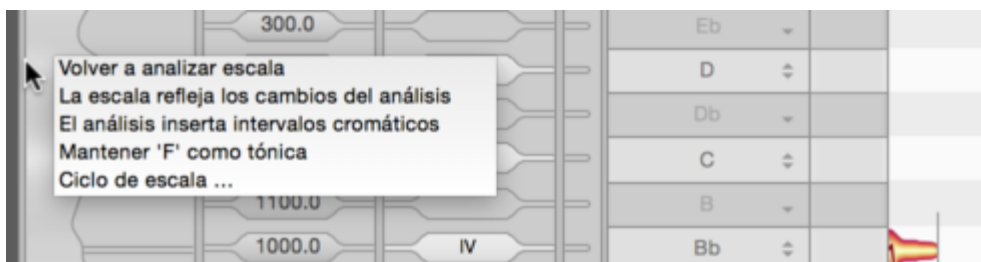 300.0 Eb
Volver a analizar escala
D
La escala refleja los cambios del análisis
El análisis inserta intervalos cromáticos
Db
Mantener 'F' como tónica
C
Ciclo de escala ...
1100.0 B
1000.0 IV Bb